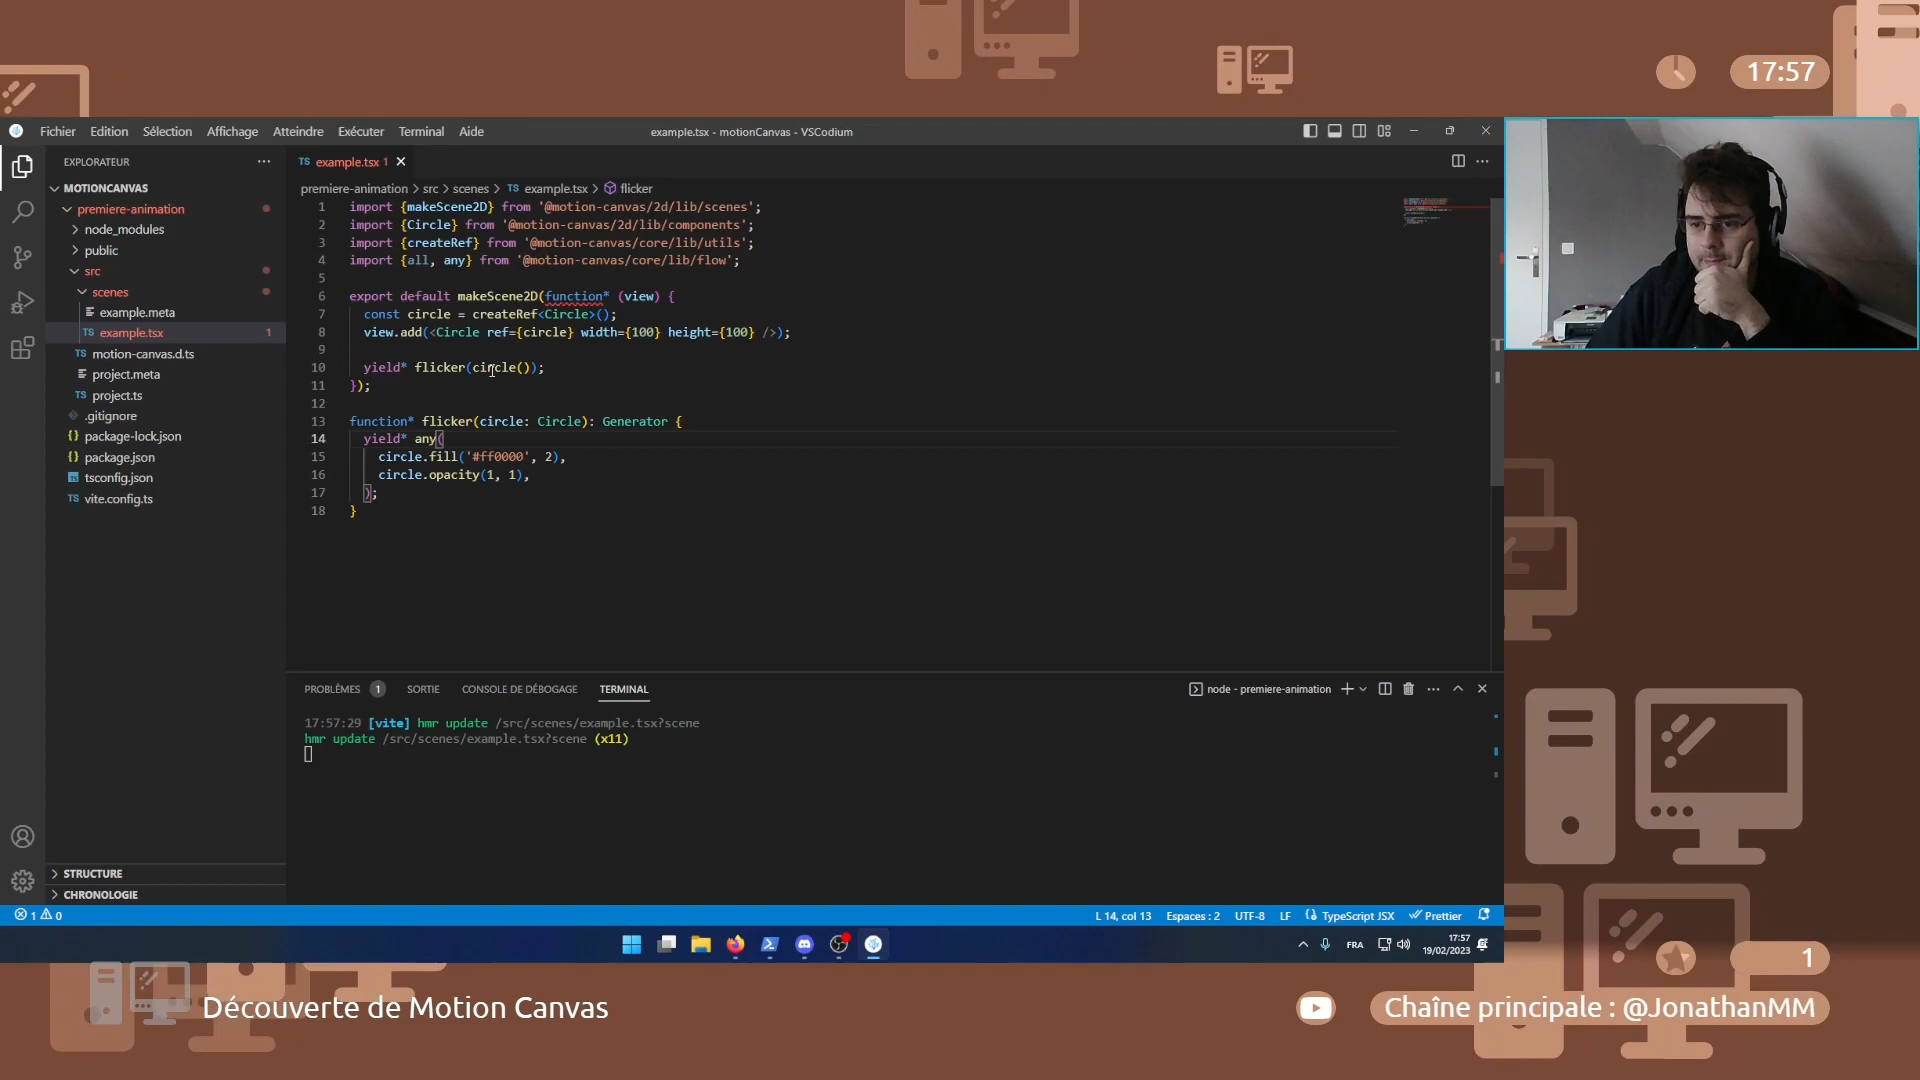 17:57
Fichier Edition Sélection Affichage Atteindre Exécuter Terminal Aide
example.tsx - motionCanvas - VSCodium
EXPLORATEUR
MOTIONCANVAS
premiere-animation
node_modules
public
src
scenes
example.meta
TS example.tsx 1
TS motion-canvas.d.ts
project.meta
TS project.ts
.gitignore
{} package-lock.json
{} package.json
TS tsconfig.json
TS vite.config.ts
STRUCTURE
CHRONOLOGIE
TS example.tsx 1
premiere-animation > src > scenes > TS example.tsx > flicker
1 import {makeScene2D} from '@motion-canvas/2d/lib/scenes';
2 import {Circle} from '@motion-canvas/2d/lib/components';
3 import {createRef} from '@motion-canvas/core/lib/utils';
4 import {all, any} from '@motion-canvas/core/lib/flow';
5
6 export default makeScene2D(function* (view) {
7 const circle = createRef<Circle>();
8 view.add(<Circle ref={circle} width={100} height={100} />);
9
10 yield* flicker(circle());
11 });
12
13 function* flicker(circle: Circle): Generator {
14 yield* any(
15 circle.fill('#ff0000', 2),
16 circle.opacity(1, 1),
17 );
18 }
PROBLÈMES 1 SORTIE CONSOLE DE DÉBOGAGE TERMINAL
node - premiere-animation
17:57:29 [vite] hmr update /src/scenes/example.tsx?scene
hmr update /src/scenes/example.tsx?scene (x11)
1 0
L 14, col 13 Espaces : 2 UTF-8 LF TypeScript JSX Prettier
FRA
17:57
19/02/2023
1
Découverte de Motion Canvas
Chaîne principale : @JonathanMM